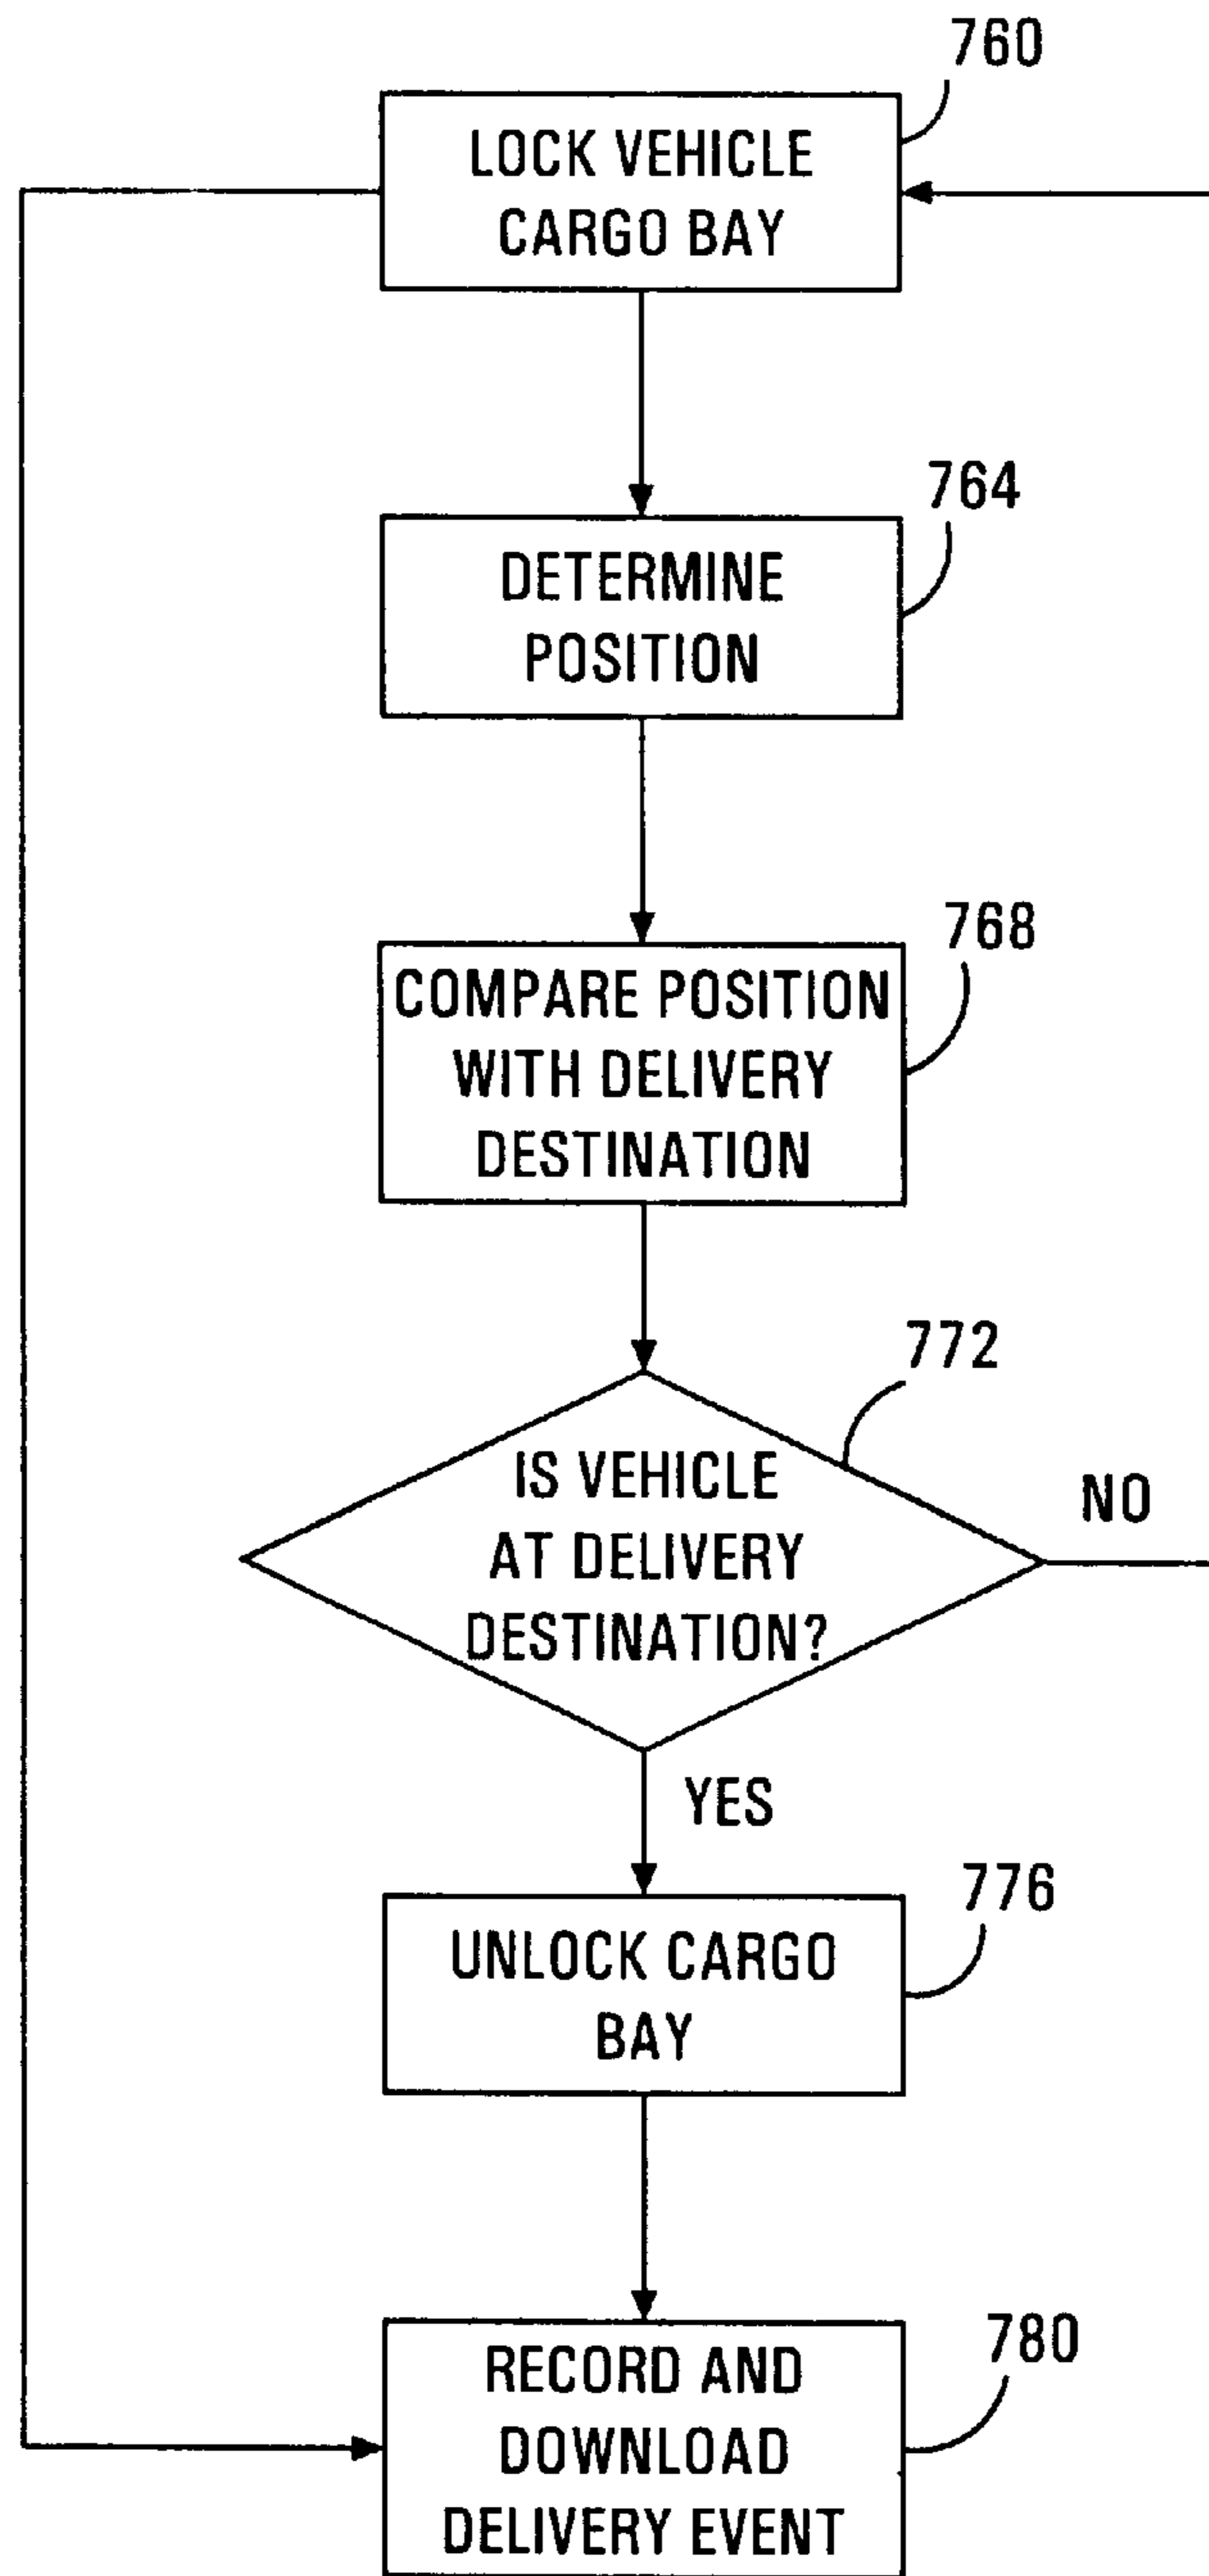 760
LOCK VEHICLE
CARGO BAY
764
DETERMINE
POSITION
768
COMPARE POSITION
WITH DELIVERY
DESTINATION
772
IS VEHICLE
AT DELIVERY
DESTINATION?
NO
YES
776
UNLOCK CARGO
BAY
780
RECORD AND
DOWNLOAD
DELIVERY EVENT